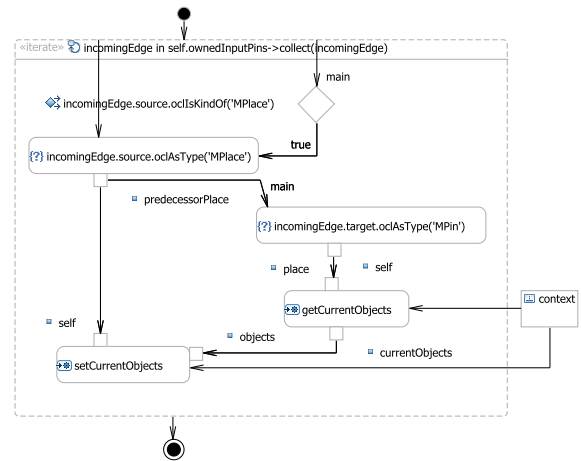 «iterate» incomingEdge in self.ownedInputPins->collect(incomingEdge)
main
incomingEdge.source.oclIsKindOf('MPlace')
true
{?} incomingEdge.source.oclAsType('MPlace')
main
predecessorPlace
{?} incomingEdge.target.oclAsType('MPin')
place
self
context
getCurrentObjects
self
objects
currentObjects
setCurrentObjects